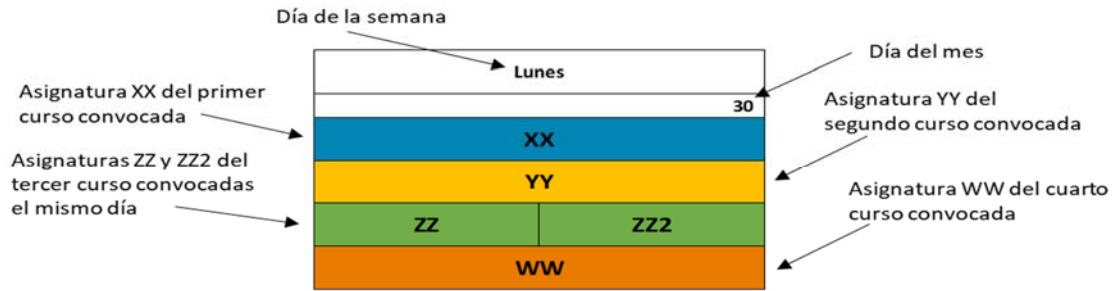 Día de la semana
Lunes
Día del mes
30
Asignatura XX del primer
curso convocada
XX
Asignatura YY del
segundo curso convocada
YY
Asignaturas ZZ y ZZ2 del
tercer curso convocadas
el mismo día
ZZ
ZZ2
Asignatura WW del cuarto
curso convocada
WW